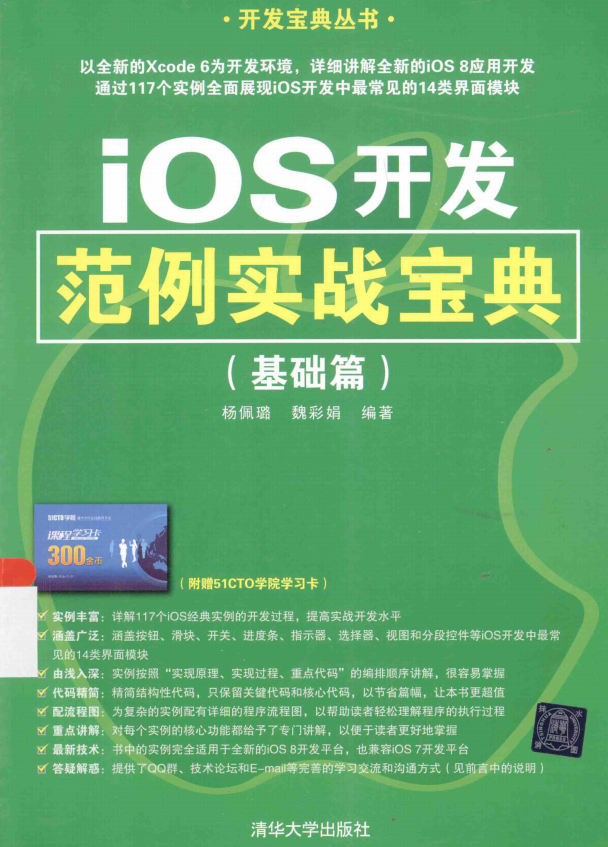 ·开发宝典丛书·
以全新的Xcode 6为开发环境，详细讲解全新的iOS 8应用开发
通过117个实例全面展现iOS开发中最常见的14类界面模块
iOS开发
范例实战宝典
（基础篇）
杨佩璐 魏彩娟 编著
51CTO学院
课程学习卡
300金币
（附赠51CTO学院学习卡）
实例丰富：详解117个iOS经典实例的开发过程，提高实战开发水平
涵盖广泛：涵盖按钮、滑块、开关、进度条、指示器、选择器、视图和分段控件等iOS开发中最常
见的14类界面模块
由浅入深：实例按照“实现原理、实现过程、重点代码”的编排顺序讲解，很容易掌握
代码精简：精简结构性代码，只保留关键代码和核心代码，以节省篇幅，让本书更超值
配流程图：为复杂的实例配有详细的程序流程图，以帮助读者轻松理解程序的执行过程
重点讲解：对每个实例的核心功能都给予了专门讲解，以便于读者更好地掌握
最新技术：书中的实例完全适用于全新的iOS 8开发平台，也兼容iOS 7开发平台
答疑解惑：提供了QQ群、技术论坛和E-mail等完善的学习交流和沟通方式（见前言中的说明）
清华大学出版社